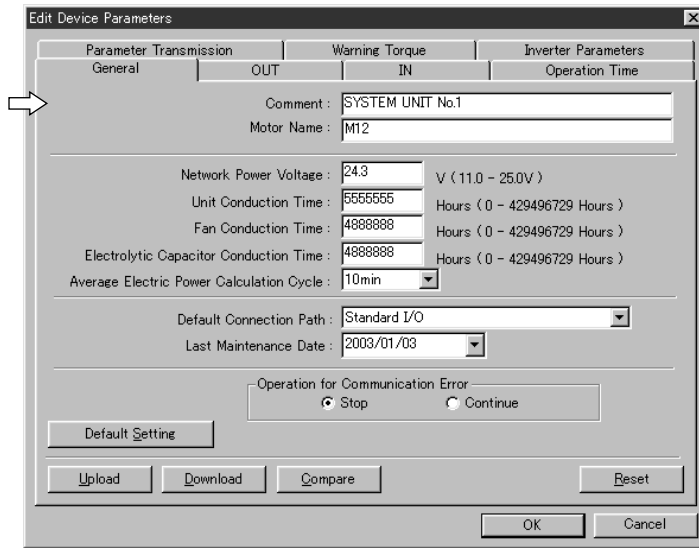 Edit Device Parameters
Parameter Transmission Warning Torque Inverter Parameters
General OUT IN Operation Time
Comment : SYSTEM UNIT No.1
Motor Name : M12
Network Power Voltage : 24.3 V ( 11.0 - 25.0V )
Unit Conduction Time : 5555555 Hours ( 0 - 429496729 Hours )
Fan Conduction Time : 4888888 Hours ( 0 - 429496729 Hours )
Electrolytic Capacitor Conduction Time : 4888888 Hours ( 0 - 429496729 Hours )
Average Electric Power Calculation Cycle : 10min
Default Connection Path : Standard I/O
Last Maintenance Date : 2003/01/03
Operation for Communication Error
Stop Continue
Default Setting
Upload Download Compare Reset
OK Cancel